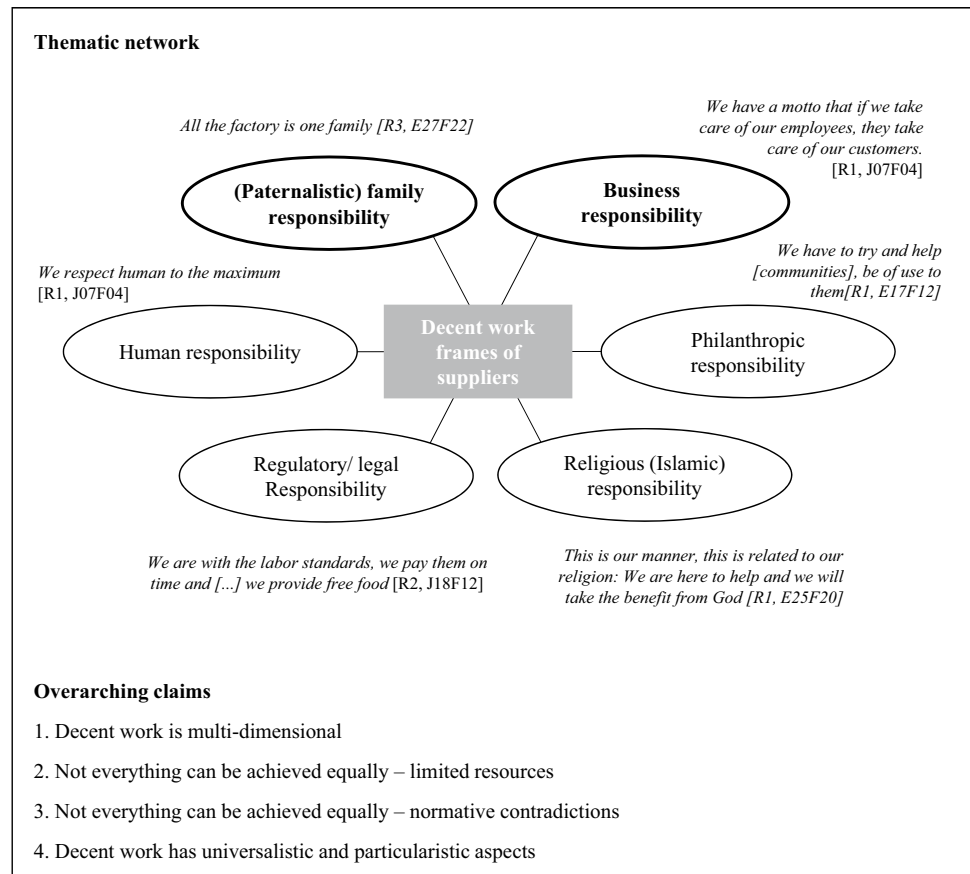 Thematic network
All the factory is one family [R3, E27F22]
We have a motto that if we take
care of our employees, they take
care of our customers.
[R1, J07F04]
(Paternalistic) family
responsibility
Business
responsibility
We respect human to the maximum
[R1, J07F04]
We have to try and help
[communities], be of use to
them[R1, E17F12]
Human responsibility
Decent work
frames of
suppliers
Philanthropic
responsibility
Regulatory/ legal
Responsibility
Religious (Islamic)
responsibility
We are with the labor standards, we pay them on
time and [...] we provide free food [R2, J18F12]
This is our manner, this is related to our
religion: We are here to help and we will
take the benefit from God [R1, E25F20]
Overarching claims
1. Decent work is multi-dimensional
2. Not everything can be achieved equally – limited resources
3. Not everything can be achieved equally – normative contradictions
4. Decent work has universalistic and particularistic aspects